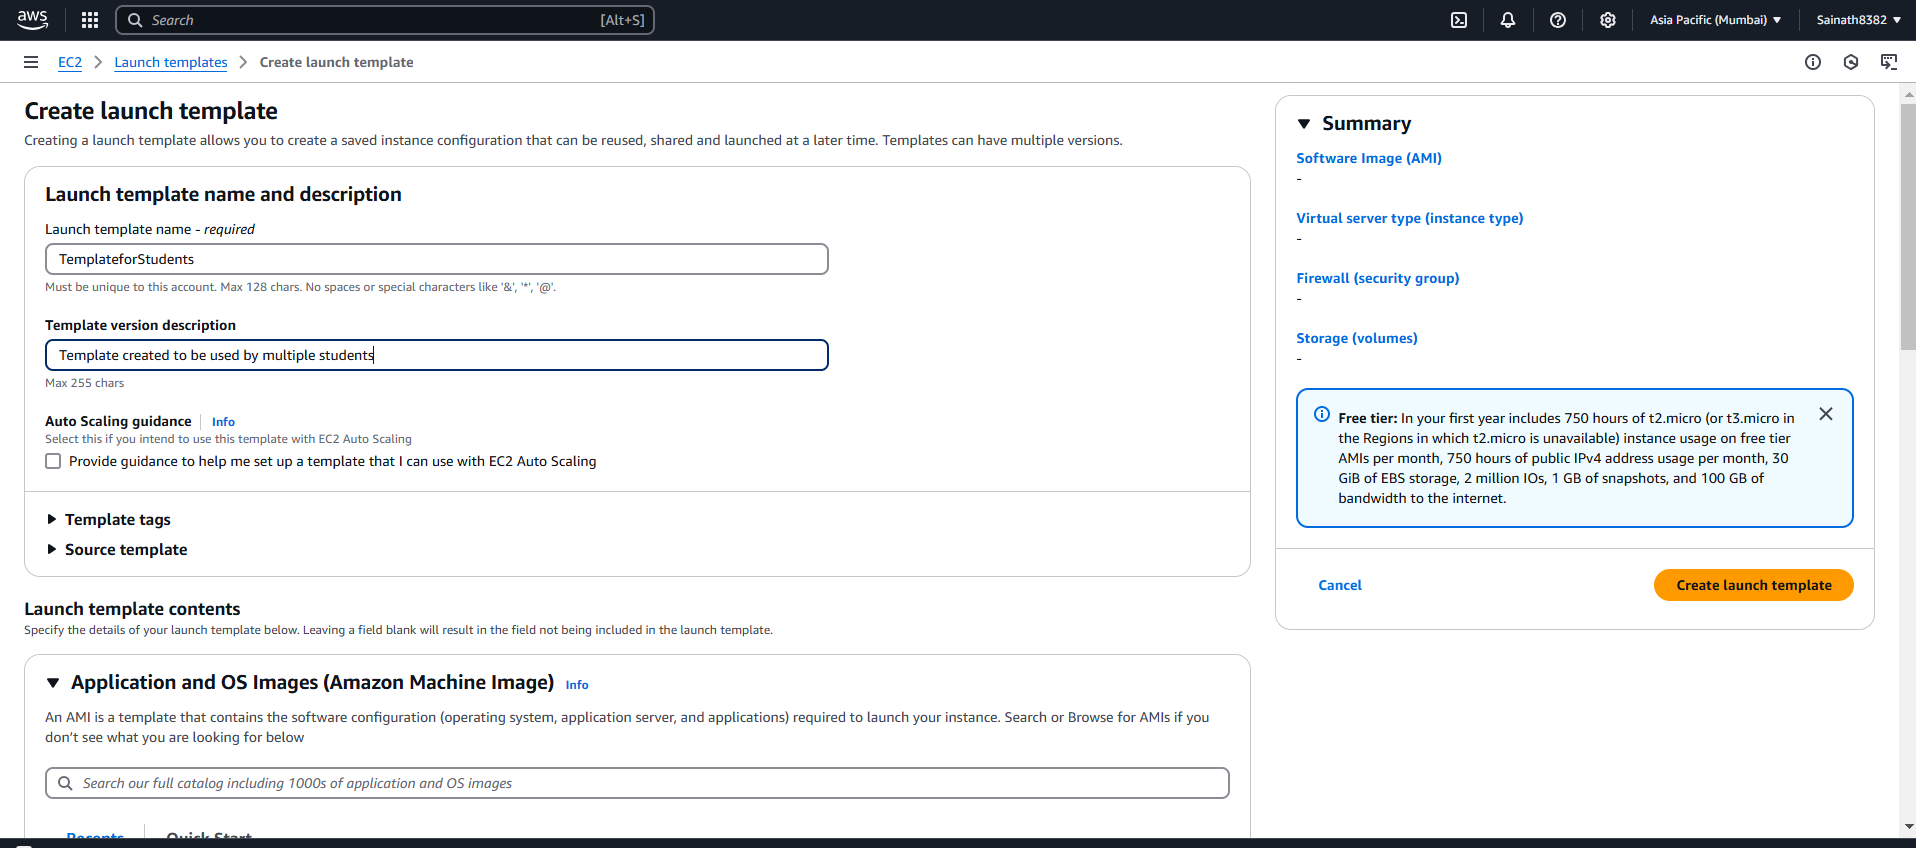 aws
Search
[Alt+S]
Asia Pacific (Mumbai)
Sainath8382
EC2
Launch templates
Create launch template
Create launch template
Creating a launch template allows you to create a saved instance configuration that can be reused, shared and launched at a later time. Templates can have multiple versions.
Launch template name and description
Launch template name - required
TemplateforStudents
Must be unique to this account. Max 128 chars. No spaces or special characters like '&', '*', '@'.
Template version description
Template created to be used by multiple students
Max 255 chars
Auto Scaling guidance
Info
Select this if you intend to use this template with EC2 Auto Scaling
Provide guidance to help me set up a template that I can use with EC2 Auto Scaling
Template tags
Source template
Launch template contents
Specify the details of your launch template below. Leaving a field blank will result in the field not being included in the launch template.
Application and OS Images (Amazon Machine Image)
Info
An AMI is a template that contains the software configuration (operating system, application server, and applications) required to launch your instance. Search or Browse for AMIs if you
don't see what you are looking for below
Search our full catalog including 1000s of application and OS images
Recents
Quick Start
Summary
Software Image (AMI)
-
Virtual server type (instance type)
-
Firewall (security group)
-
Storage (volumes)
-
Free tier: In your first year includes 750 hours of t2.micro (or t3.micro in
the Regions in which t2.micro is unavailable) instance usage on free tier
AMIs per month, 750 hours of public IPv4 address usage per month, 30
GiB of EBS storage, 2 million IOs, 1 GB of snapshots, and 100 GB of
bandwidth to the internet.
Cancel
Create launch template